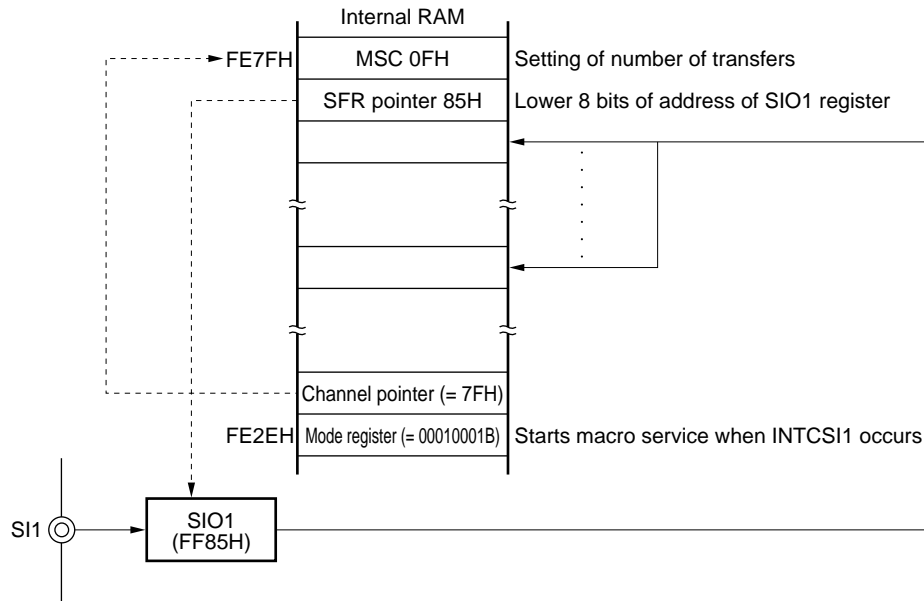 Internal RAM
FE7FH MSC 0FH Setting of number of transfers
SFR pointer 85H Lower 8 bits of address of SIO1 register
Channel pointer (= 7FH)
FE2EH Mode register (= 00010001B) Starts macro service when INTCSI1 occurs
SI1 SIO1
(FF85H)